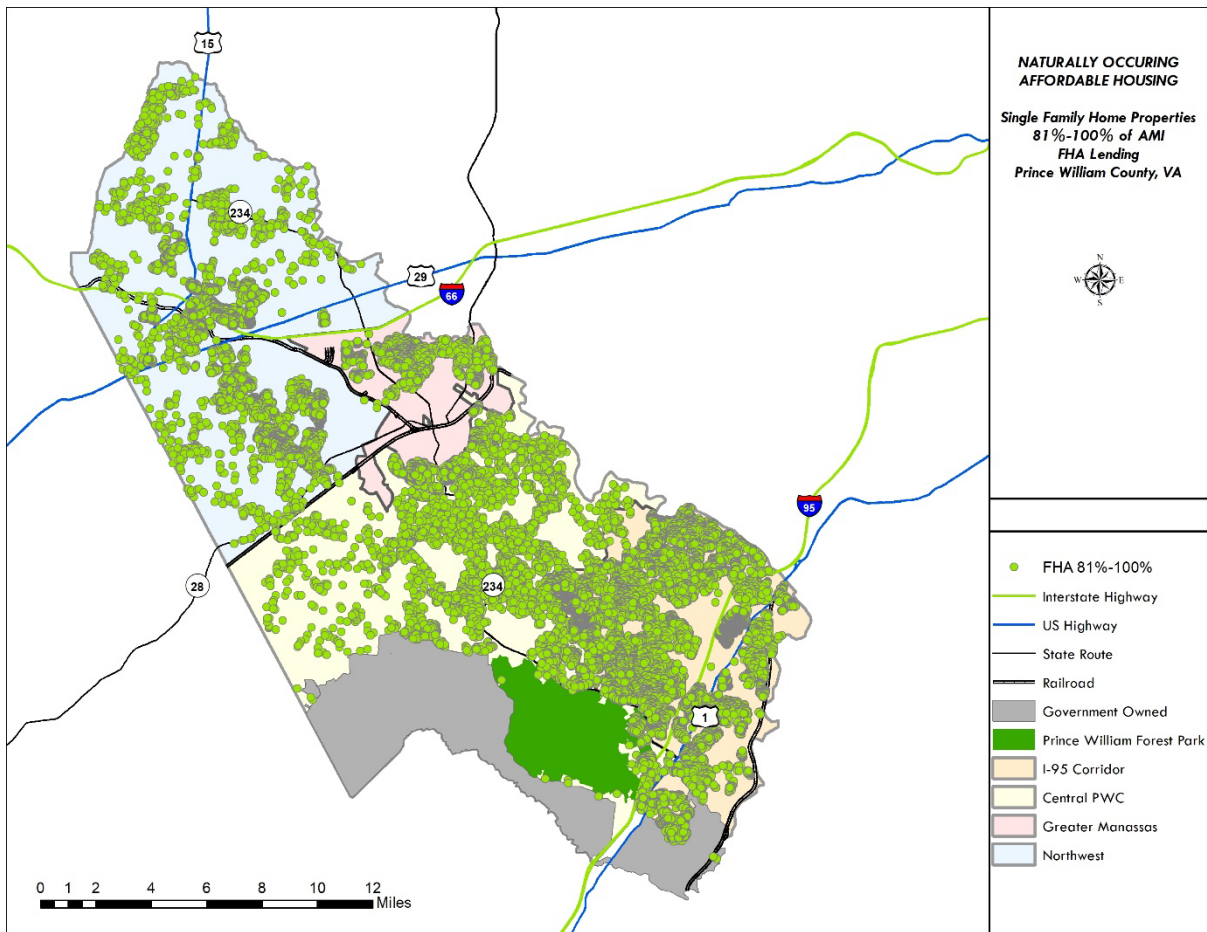 NATURALLY OCCURING
AFFORDABLE HOUSING
Single Family Home Properties
81%-100% of AMI
FHA Lending
Prince William County, VA
N
W E
S
15
234
29
66
95
28
234
1
FHA 81%-100%
Interstate Highway
US Highway
State Route
Railroad
Government Owned
Prince William Forest Park
I-95 Corridor
Central PWC
Greater Manassas
Northwest
0 1 2 4 6 8 10 12
Miles